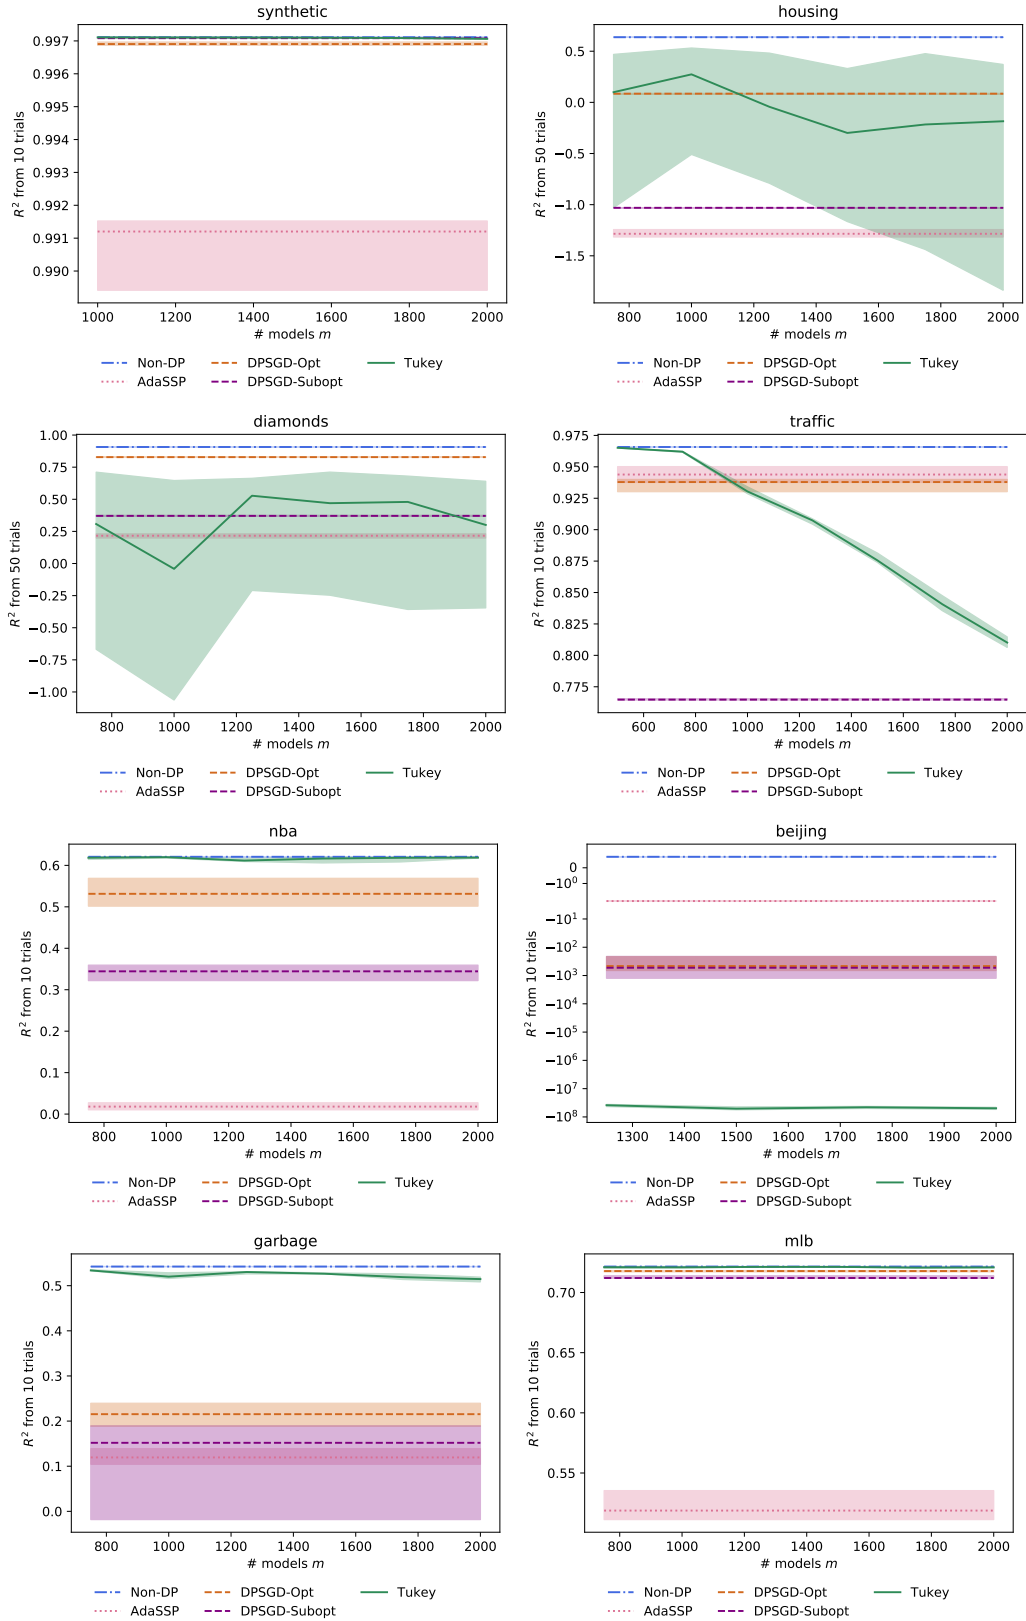 synthetic
R² from 10 trials
0.997
0.996
0.995
0.994
0.993
0.992
0.991
0.990
1000 1200 1400 1600 1800 2000
# models m
Non-DP DPSGD-Opt Tukey
AdaSSP DPSGD-Subopt
housing
R² from 50 trials
0.5
0.0
−0.5
−1.0
−1.5
800 1000 1200 1400 1600 1800 2000
# models m
Non-DP DPSGD-Opt Tukey
AdaSSP DPSGD-Subopt
diamonds
R² from 50 trials
1.00
0.75
0.50
0.25
0.00
−0.25
−0.50
−0.75
−1.00
800 1000 1200 1400 1600 1800 2000
# models m
Non-DP DPSGD-Opt Tukey
AdaSSP DPSGD-Subopt
traffic
R² from 10 trials
0.975
0.950
0.925
0.900
0.875
0.850
0.825
0.800
0.775
600 800 1000 1200 1400 1600 1800 2000
# models m
Non-DP DPSGD-Opt Tukey
AdaSSP DPSGD-Subopt
nba
R² from 10 trials
0.6
0.5
0.4
0.3
0.2
0.1
0.0
800 1000 1200 1400 1600 1800 2000
# models m
Non-DP DPSGD-Opt Tukey
AdaSSP DPSGD-Subopt
beijing
R² from 10 trials
0
−10⁰
−10¹
−10²
−10³
−10⁴
−10⁵
−10⁶
−10⁷
−10⁸
1300 1400 1500 1600 1700 1800 1900 2000
# models m
Non-DP DPSGD-Opt Tukey
AdaSSP DPSGD-Subopt
garbage
R² from 10 trials
0.5
0.4
0.3
0.2
0.1
0.0
800 1000 1200 1400 1600 1800 2000
# models m
Non-DP DPSGD-Opt Tukey
AdaSSP DPSGD-Subopt
mlb
R² from 10 trials
0.70
0.65
0.60
0.55
800 1000 1200 1400 1600 1800 2000
# models m
Non-DP DPSGD-Opt Tukey
AdaSSP DPSGD-Subopt